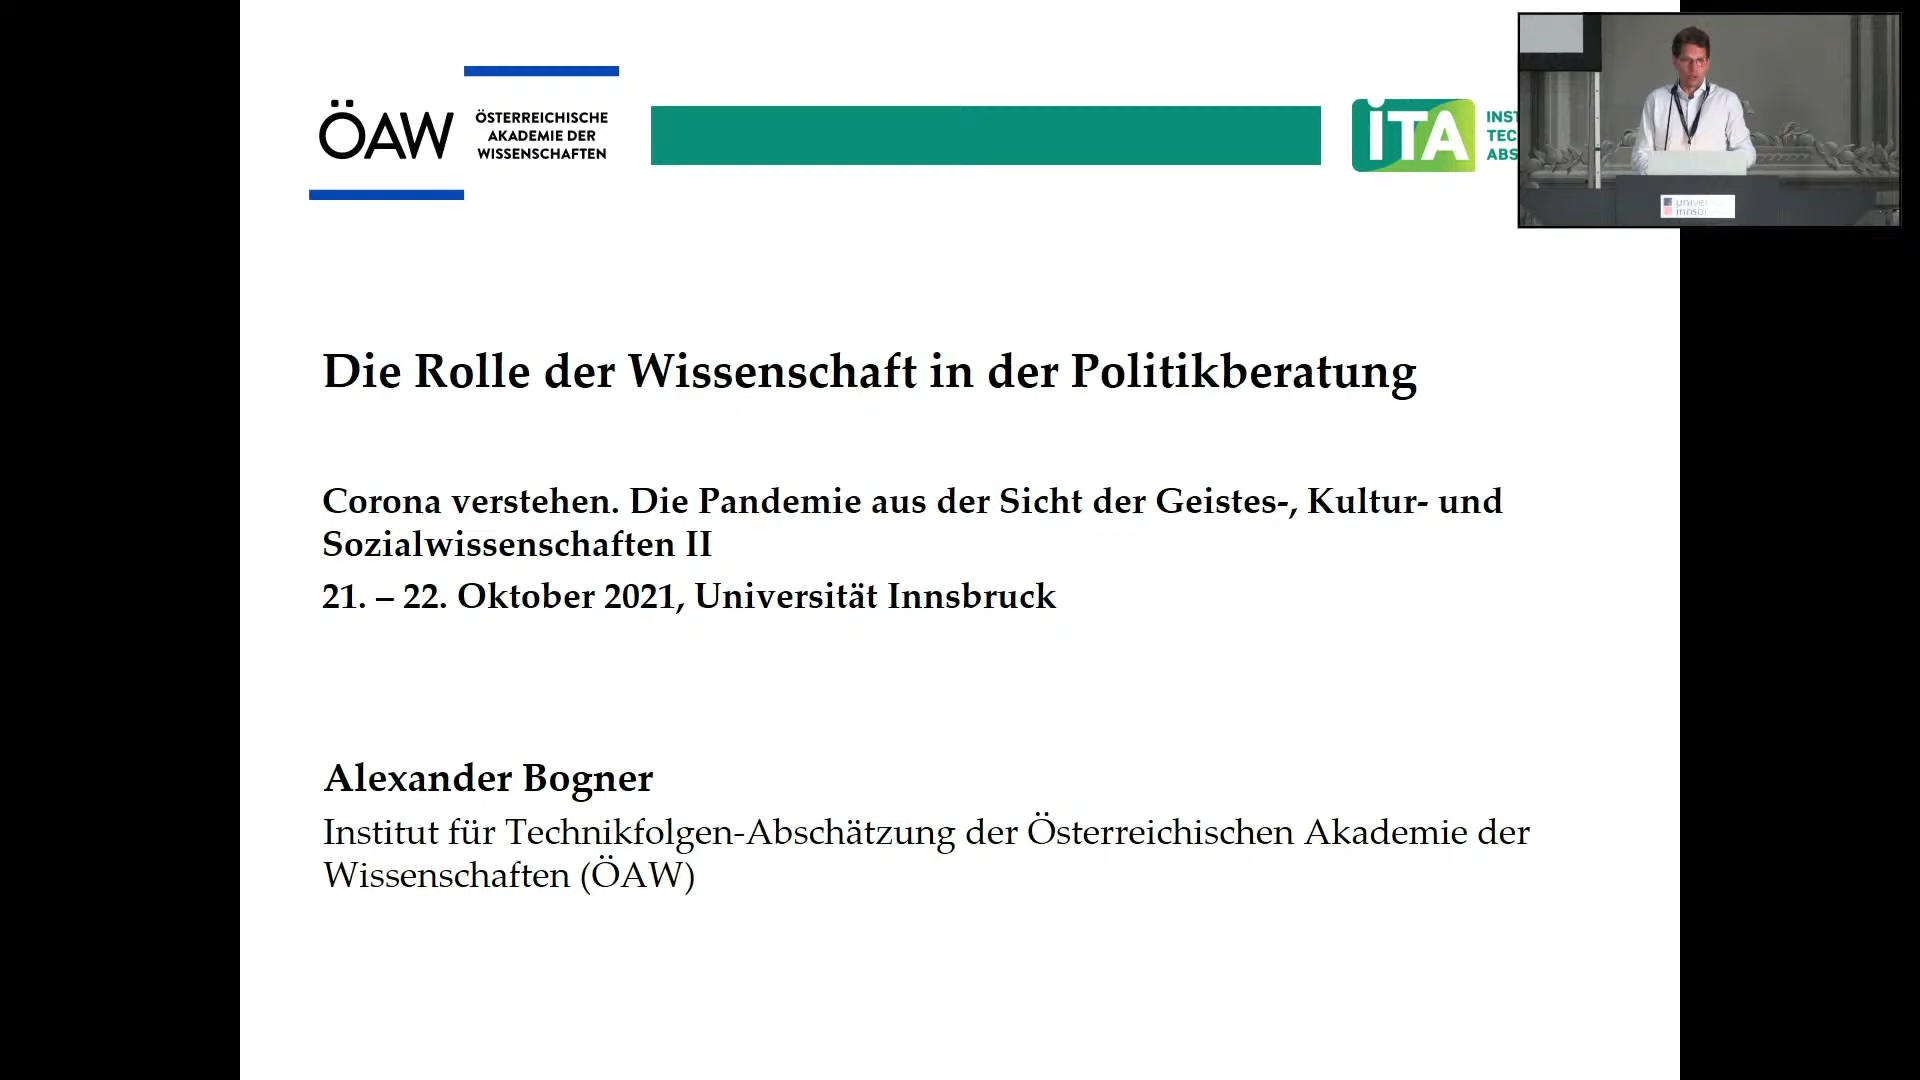 ÖAW
ÖSTERREICHISCHE
AKADEMIE DER
WISSENSCHAFTEN
iTA
Die Rolle der Wissenschaft in der Politikberatung
Corona verstehen. Die Pandemie aus der Sicht der Geistes-, Kultur- und
Sozialwissenschaften II
21. – 22. Oktober 2021, Universität Innsbruck
Alexander Bogner
Institut für Technikfolgen-Abschätzung der Österreichischen Akademie der
Wissenschaften (ÖAW)